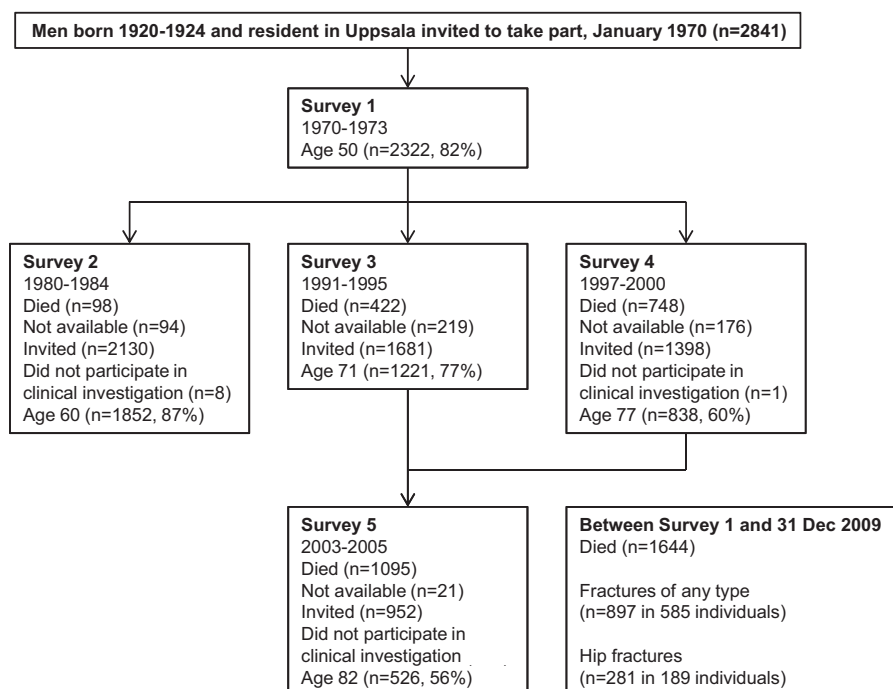 Men born 1920-1924 and resident in Uppsala invited to take part, January 1970 (n=2841)
Survey 1
1970-1973
Age 50 (n=2322, 82%)
Survey 2
1980-1984
Died (n=98)
Not available (n=94)
Invited (n=2130)
Did not participate in
clinical investigation (n=8)
Age 60 (n=1852, 87%)
Survey 3
1991-1995
Died (n=422)
Not available (n=219)
Invited (n=1681)
Age 71 (n=1221, 77%)
Survey 4
1997-2000
Died (n=748)
Not available (n=176)
Invited (n=1398)
Did not participate in
clinical investigation (n=1)
Age 77 (n=838, 60%)
Survey 5
2003-2005
Died (n=1095)
Not available (n=21)
Invited (n=952)
Did not participate in
clinical investigation
Age 82 (n=526, 56%)
Between Survey 1 and 31 Dec 2009
Died (n=1644)
Fractures of any type
(n=897 in 585 individuals)
Hip fractures
(n=281 in 189 individuals)